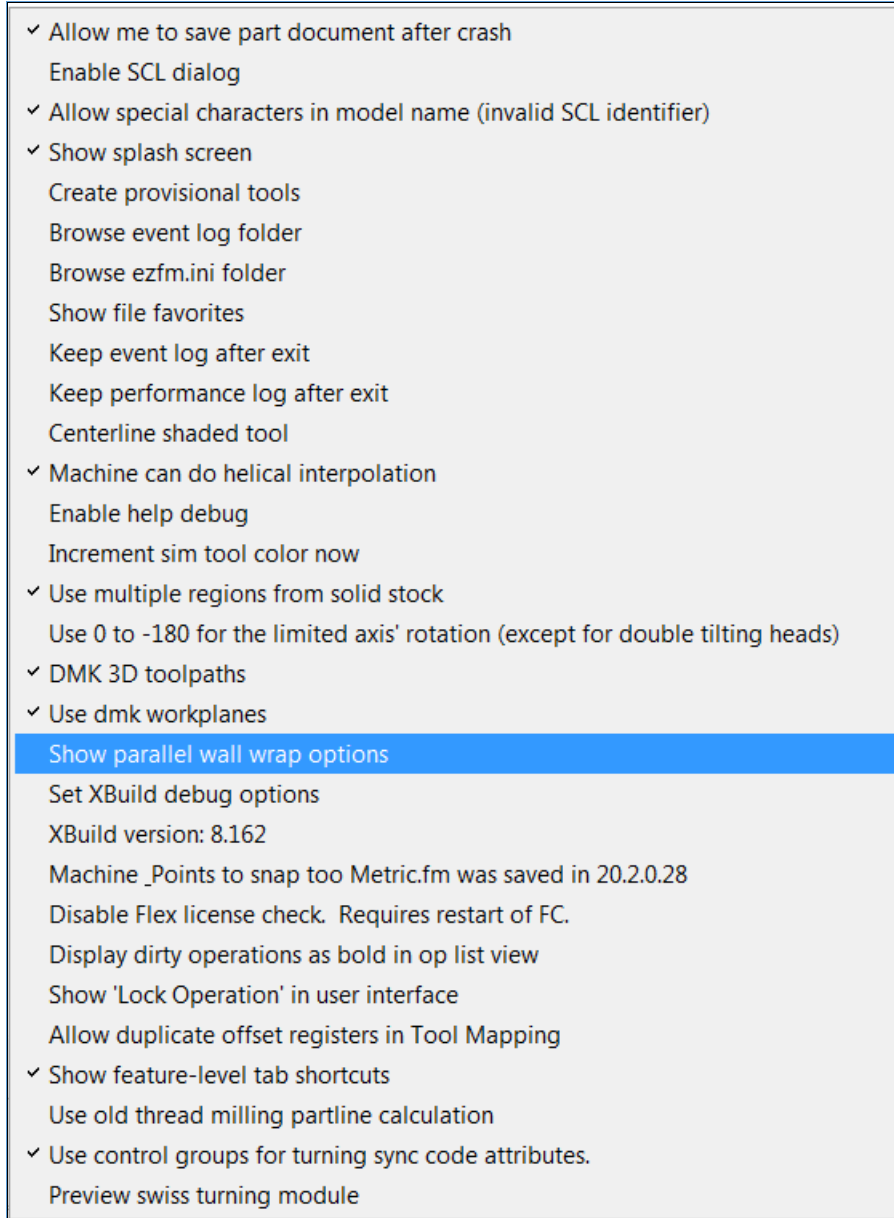 Allow me to save part document after crash
Enable SCL dialog
Allow special characters in model name (invalid SCL identifier)
Show splash screen
Create provisional tools
Browse event log folder
Browse ezfm.ini folder
Show file favorites
Keep event log after exit
Keep performance log after exit
Centerline shaded tool
Machine can do helical interpolation
Enable help debug
Increment sim tool color now
Use multiple regions from solid stock
Use 0 to -180 for the limited axis' rotation (except for double tilting heads)
DMK 3D toolpaths
Use dmk workplanes
Show parallel wall wrap options
Set XBuild debug options
XBuild version: 8.162
Machine _Points to snap too Metric.fm was saved in 20.2.0.28
Disable Flex license check.  Requires restart of FC.
Display dirty operations as bold in op list view
Show 'Lock Operation' in user interface
Allow duplicate offset registers in Tool Mapping
Show feature-level tab shortcuts
Use old thread milling partline calculation
Use control groups for turning sync code attributes.
Preview swiss turning module